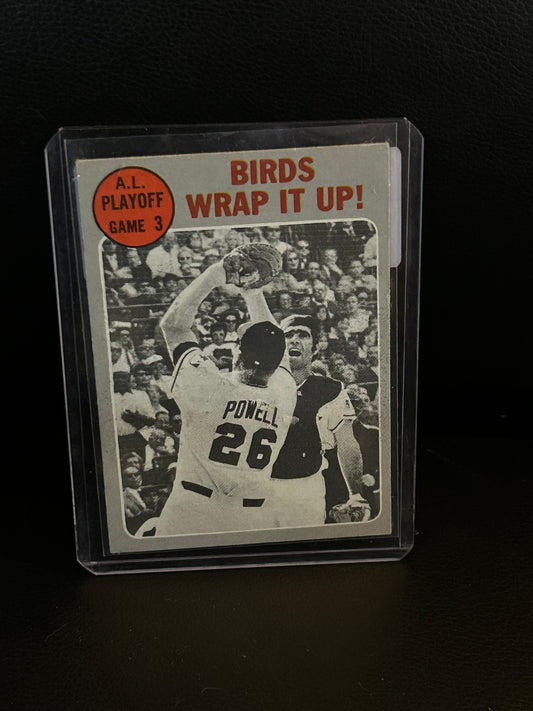 A.L.
PLAYOFF
GAME 3
BIRDS
WRAP IT UP!
POWELL
26